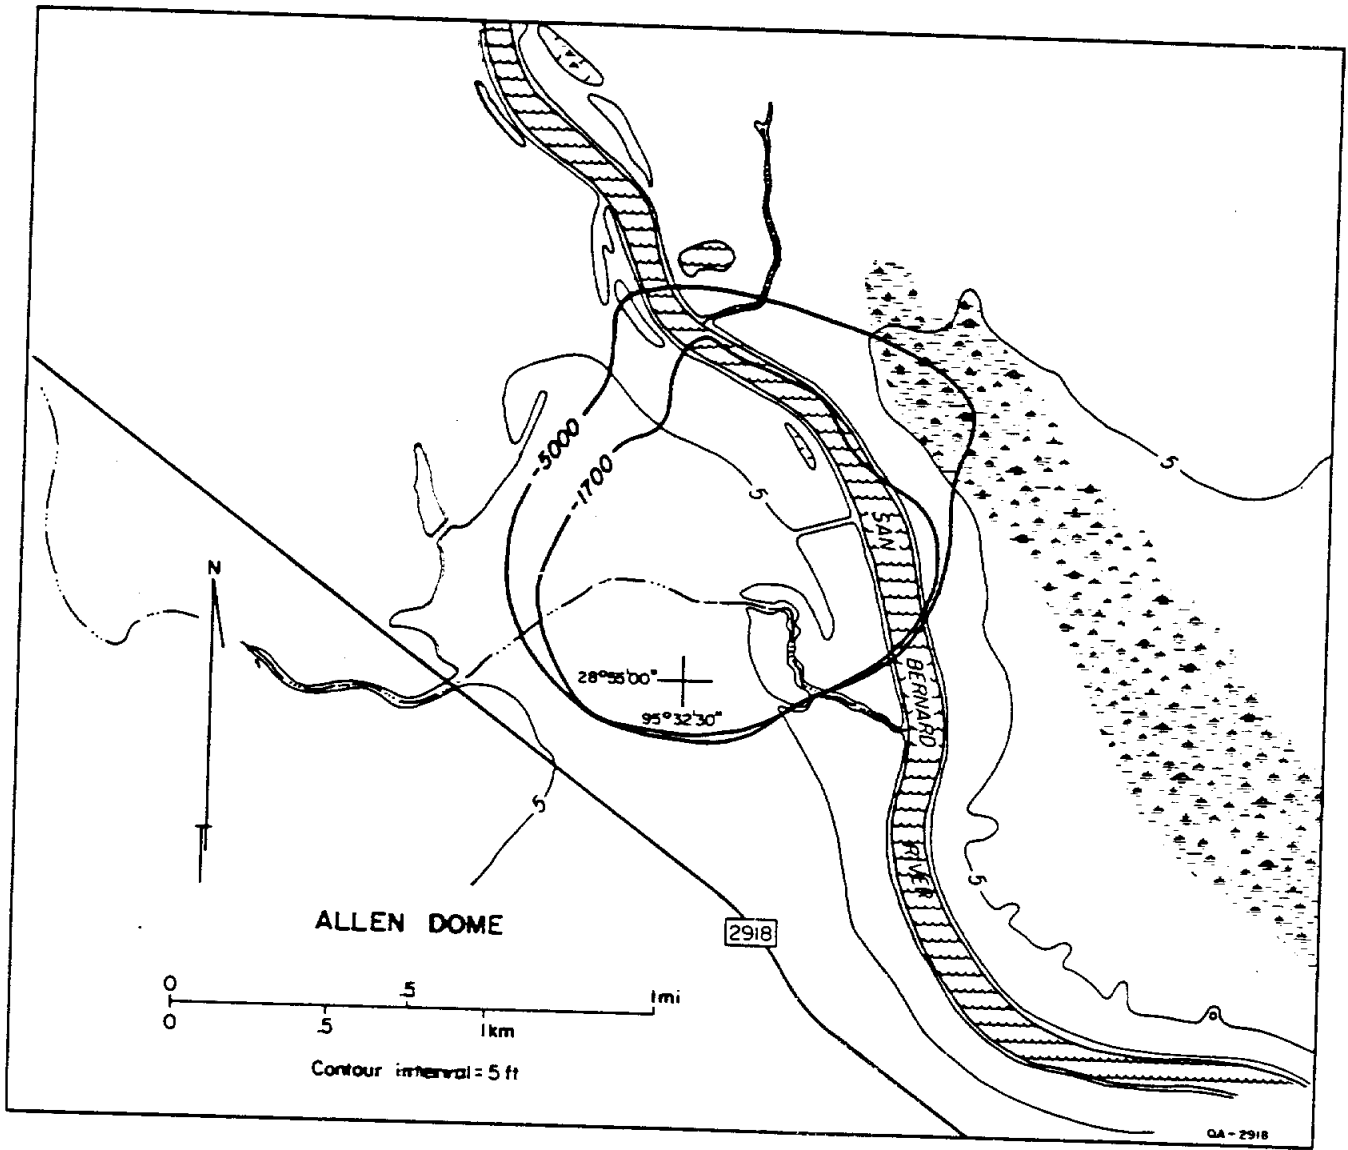 -5000
-1700
5
5
SAN
N
28°55'00"
95°32'30"
BERNARD
5
RIVER
5
ALLEN DOME
2918
0 .5 1mi
0 .5 1km
Contour interval = 5 ft
QA-2918